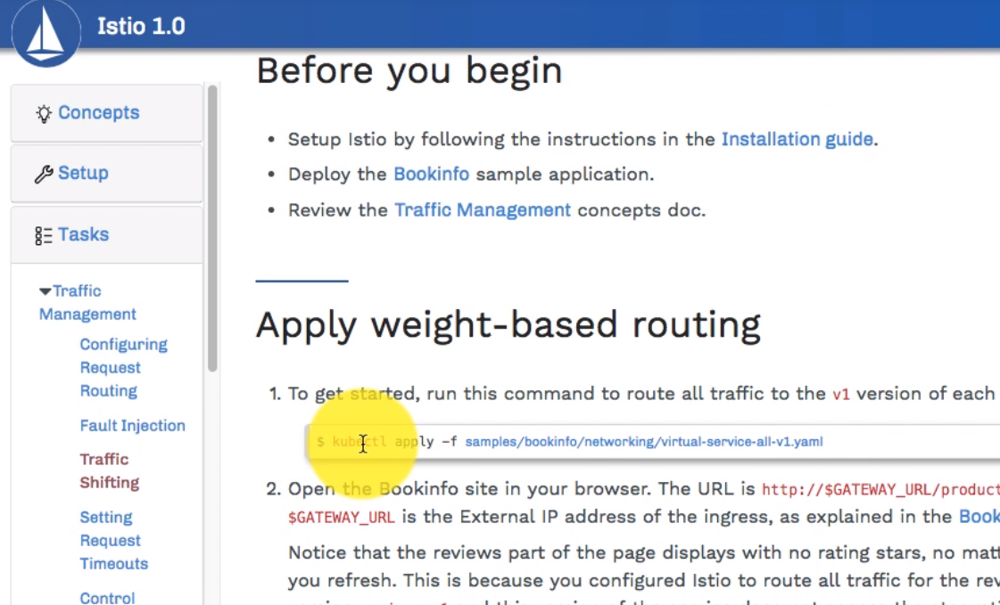 Istio 1.0
Concepts
Setup
Tasks
Traffic
Management
Configuring
Request
Routing
Fault Injection
Traffic
Shifting
Setting
Request
Timeouts
Control
Before you begin
Setup Istio by following the instructions in the Installation guide.
Deploy the Bookinfo sample application.
Review the Traffic Management concepts doc.
Apply weight-based routing
1. To get started, run this command to route all traffic to the v1 version of each
$ kubectl apply -f samples/bookinfo/networking/virtual-service-all-v1.yaml
2. Open the Bookinfo site in your browser. The URL is http://$GATEWAY_URL/product
$GATEWAY_URL is the External IP address of the ingress, as explained in the Book
Notice that the reviews part of the page displays with no rating stars, no matt
you refresh. This is because you configured Istio to route all traffic for the rev